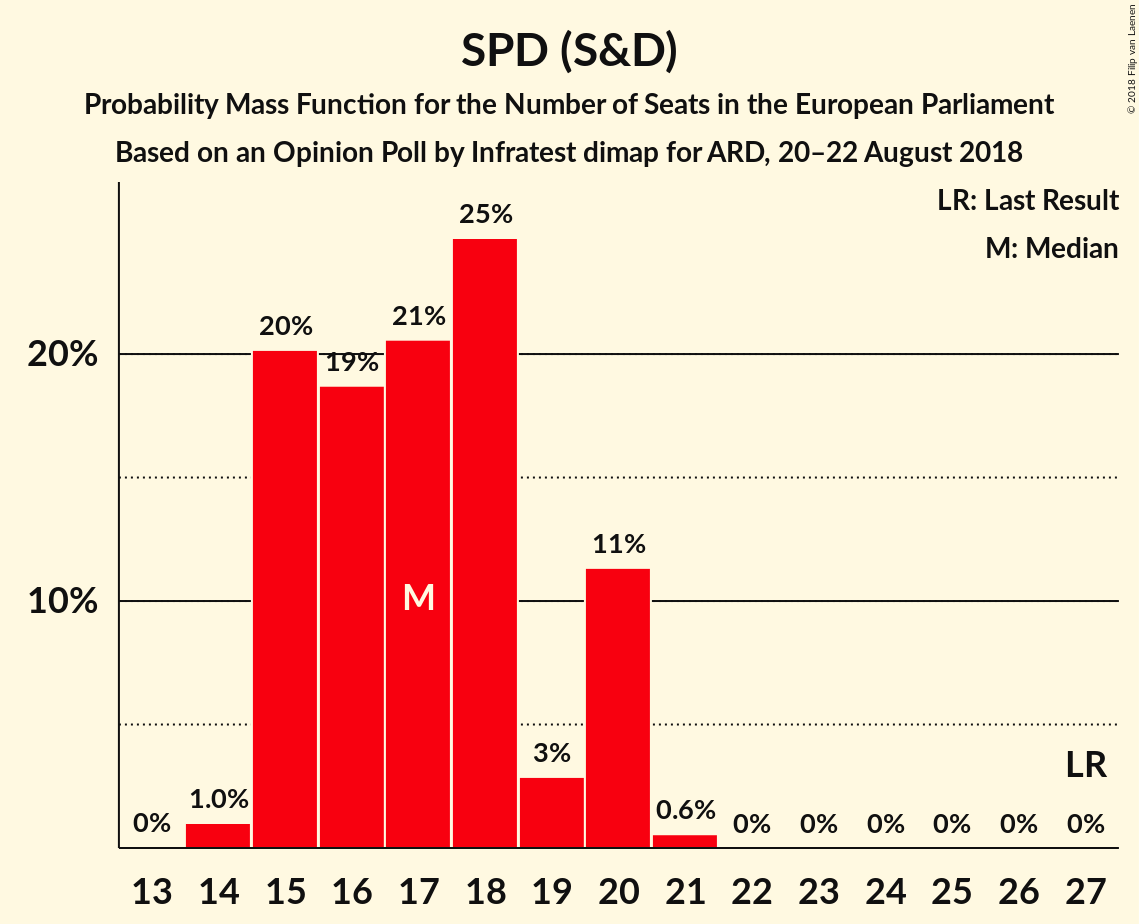 SPD (S&D)
Probability Mass Function for the Number of Seats in the European Parliament
Based on an Opinion Poll by Infratest dimap for ARD, 20–22 August 2018
© 2018 Filip van Laenen
LR: Last Result
M: Median
25%
21%
20%
19%
20%
11%
10%
M
3%
LR
1.0%
0.6%
0%
0%
0%
0%
0%
0%
0%
13 14 15 16 17 18 19 20 21 22 23 24 25 26 27